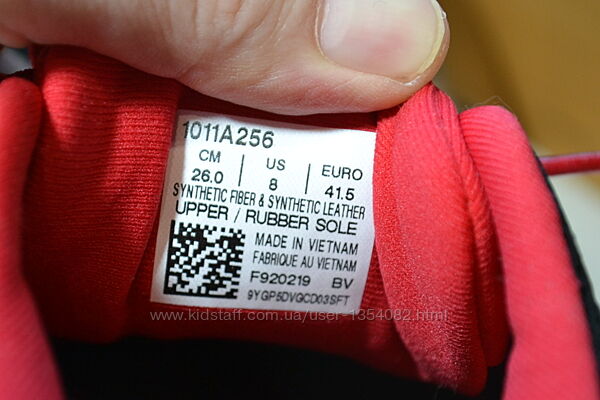 1011A256
CM | US | EURO
26.0 | 8 | 41.5
SYNTHETIC FIBER & SYNTHETIC LEATHER
UPPER / RUBBER SOLE
MADE IN VIETNAM
FABRIQUE AU VIETNAM
F920219 BV
9YGP5DVGCD03SFT
www.kidstaff.com.ua/user-1354082.html